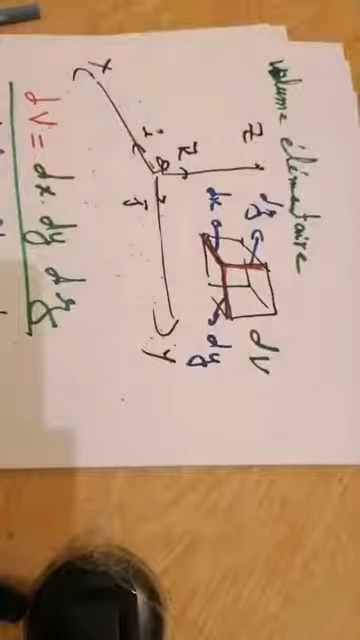 volume élémentaire
Z
dz
dV
dx
dy
k
o
i
j
x
y
dV = dx. dy dz